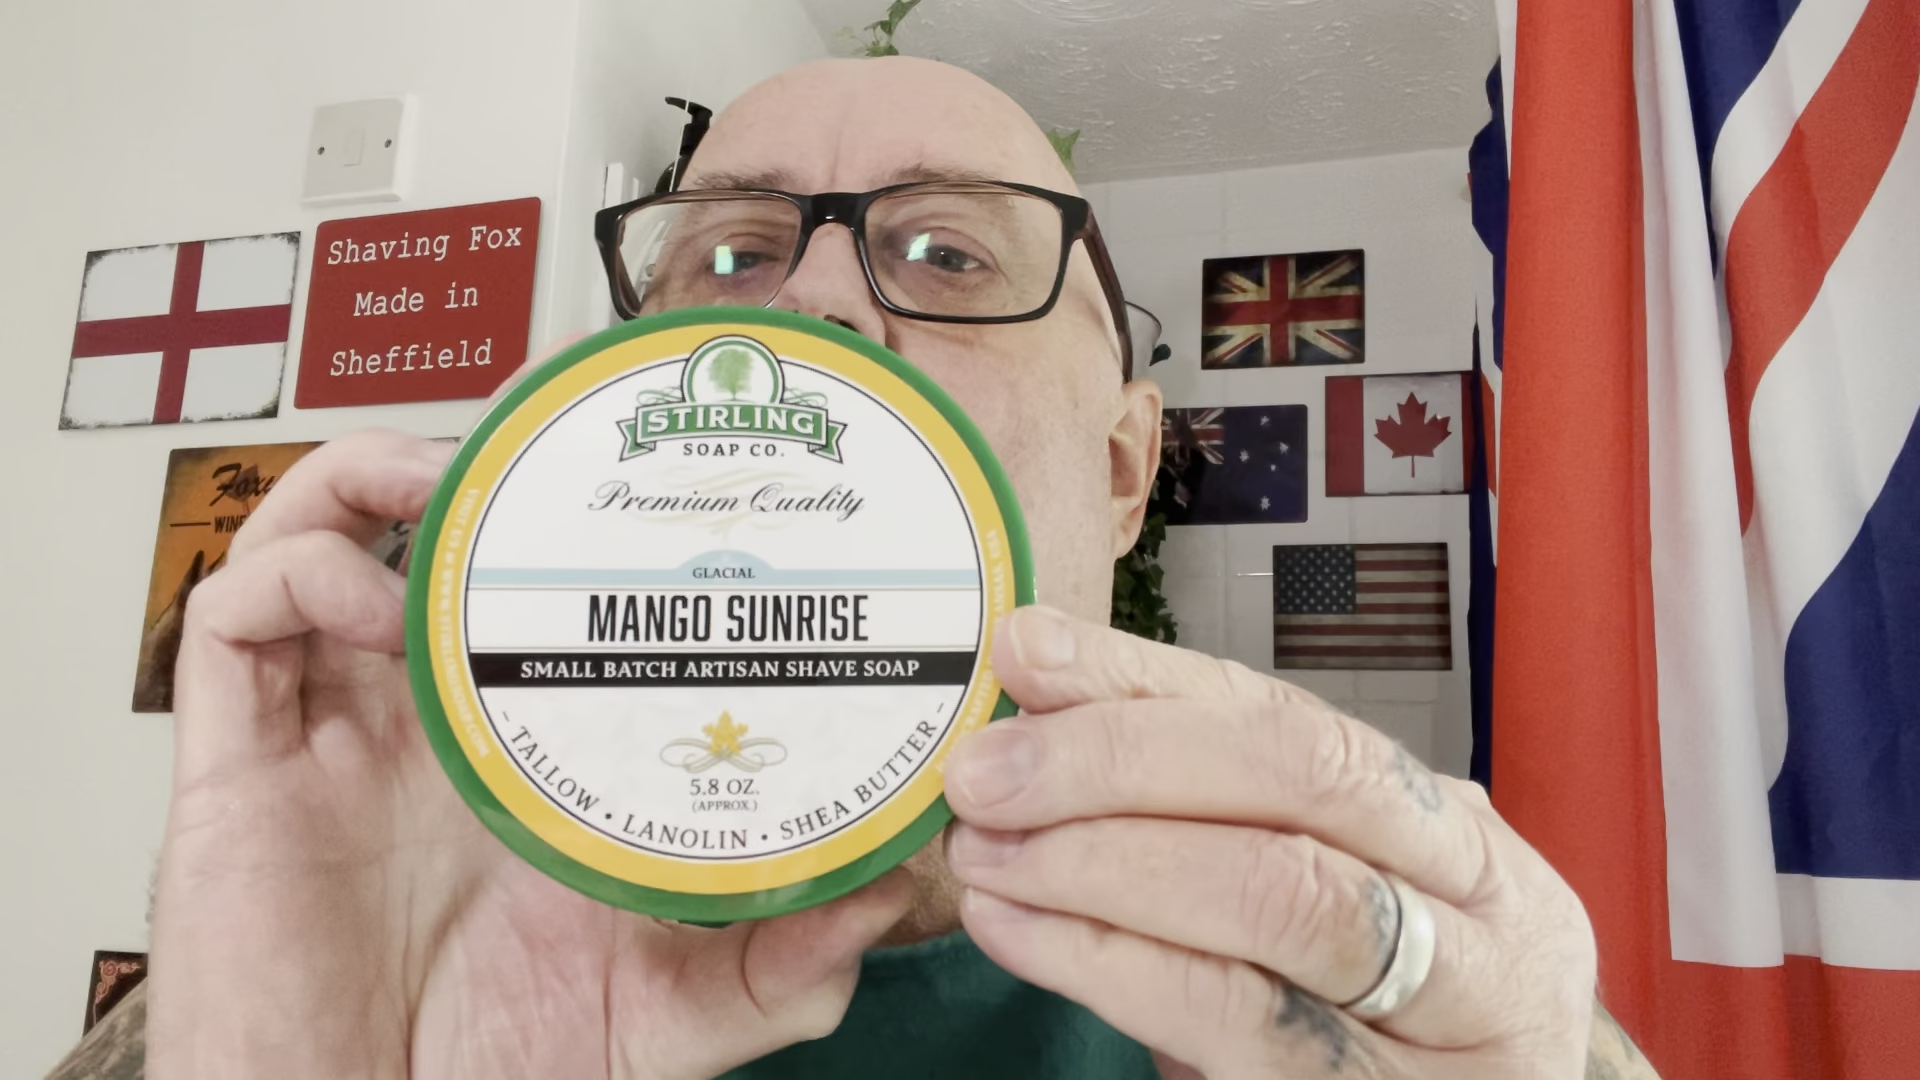 Shaving Fox
Made in
Sheffield
STIRLING
SOAP CO.
Premium Quality
GLACIAL
MANGO SUNRISE
SMALL BATCH ARTISAN SHAVE SOAP
5.8 OZ.
(APPROX.)
- TALLOW • LANOLIN • SHEA BUTTER -